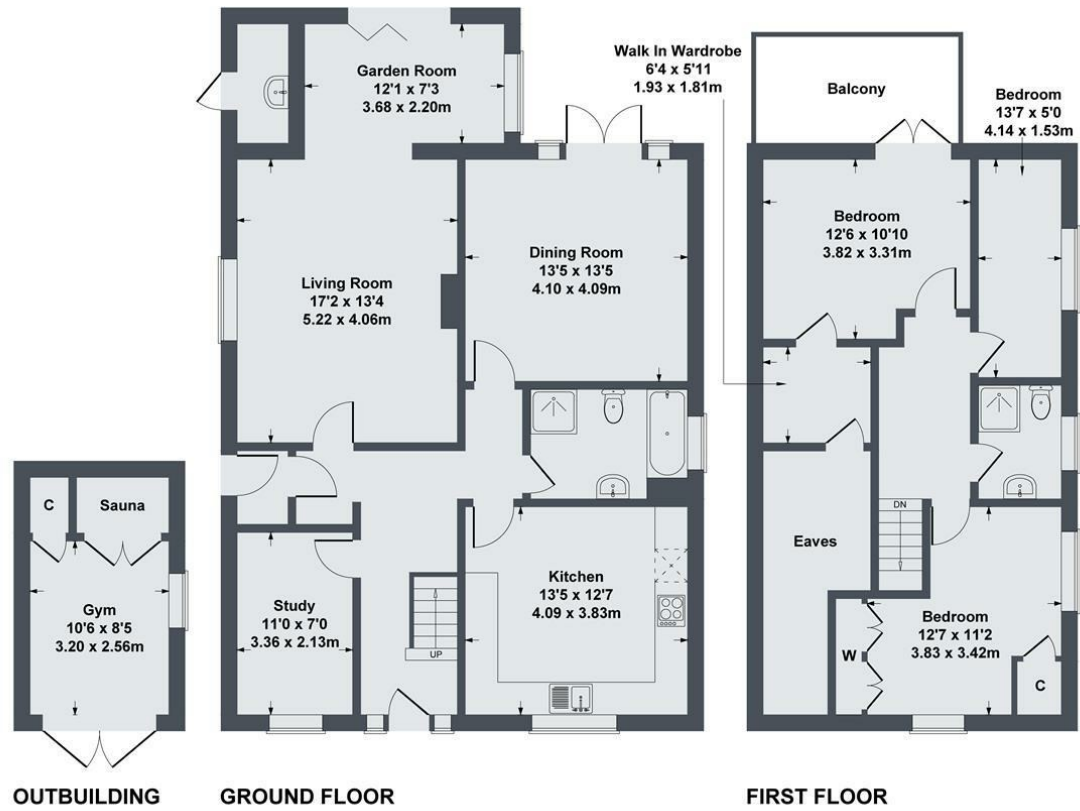 Garden Room
12'1 x 7'3
3.68 x 2.20m
Living Room
17'2 x 13'4
5.22 x 4.06m
Dining Room
13'5 x 13'5
4.10 x 4.09m
Kitchen
13'5 x 12'7
4.09 x 3.83m
Study
11'0 x 7'0
3.36 x 2.13m
UP
C
Sauna
Gym
10'6 x 8'5
3.20 x 2.56m
Walk In Wardrobe
6'4 x 5'11
1.93 x 1.81m
Balcony
Bedroom
13'7 x 5'0
4.14 x 1.53m
Bedroom
12'6 x 10'10
3.82 x 3.31m
DN
Eaves
Bedroom
12'7 x 11'2
3.83 x 3.42m
W
C
OUTBUILDING
GROUND FLOOR
FIRST FLOOR